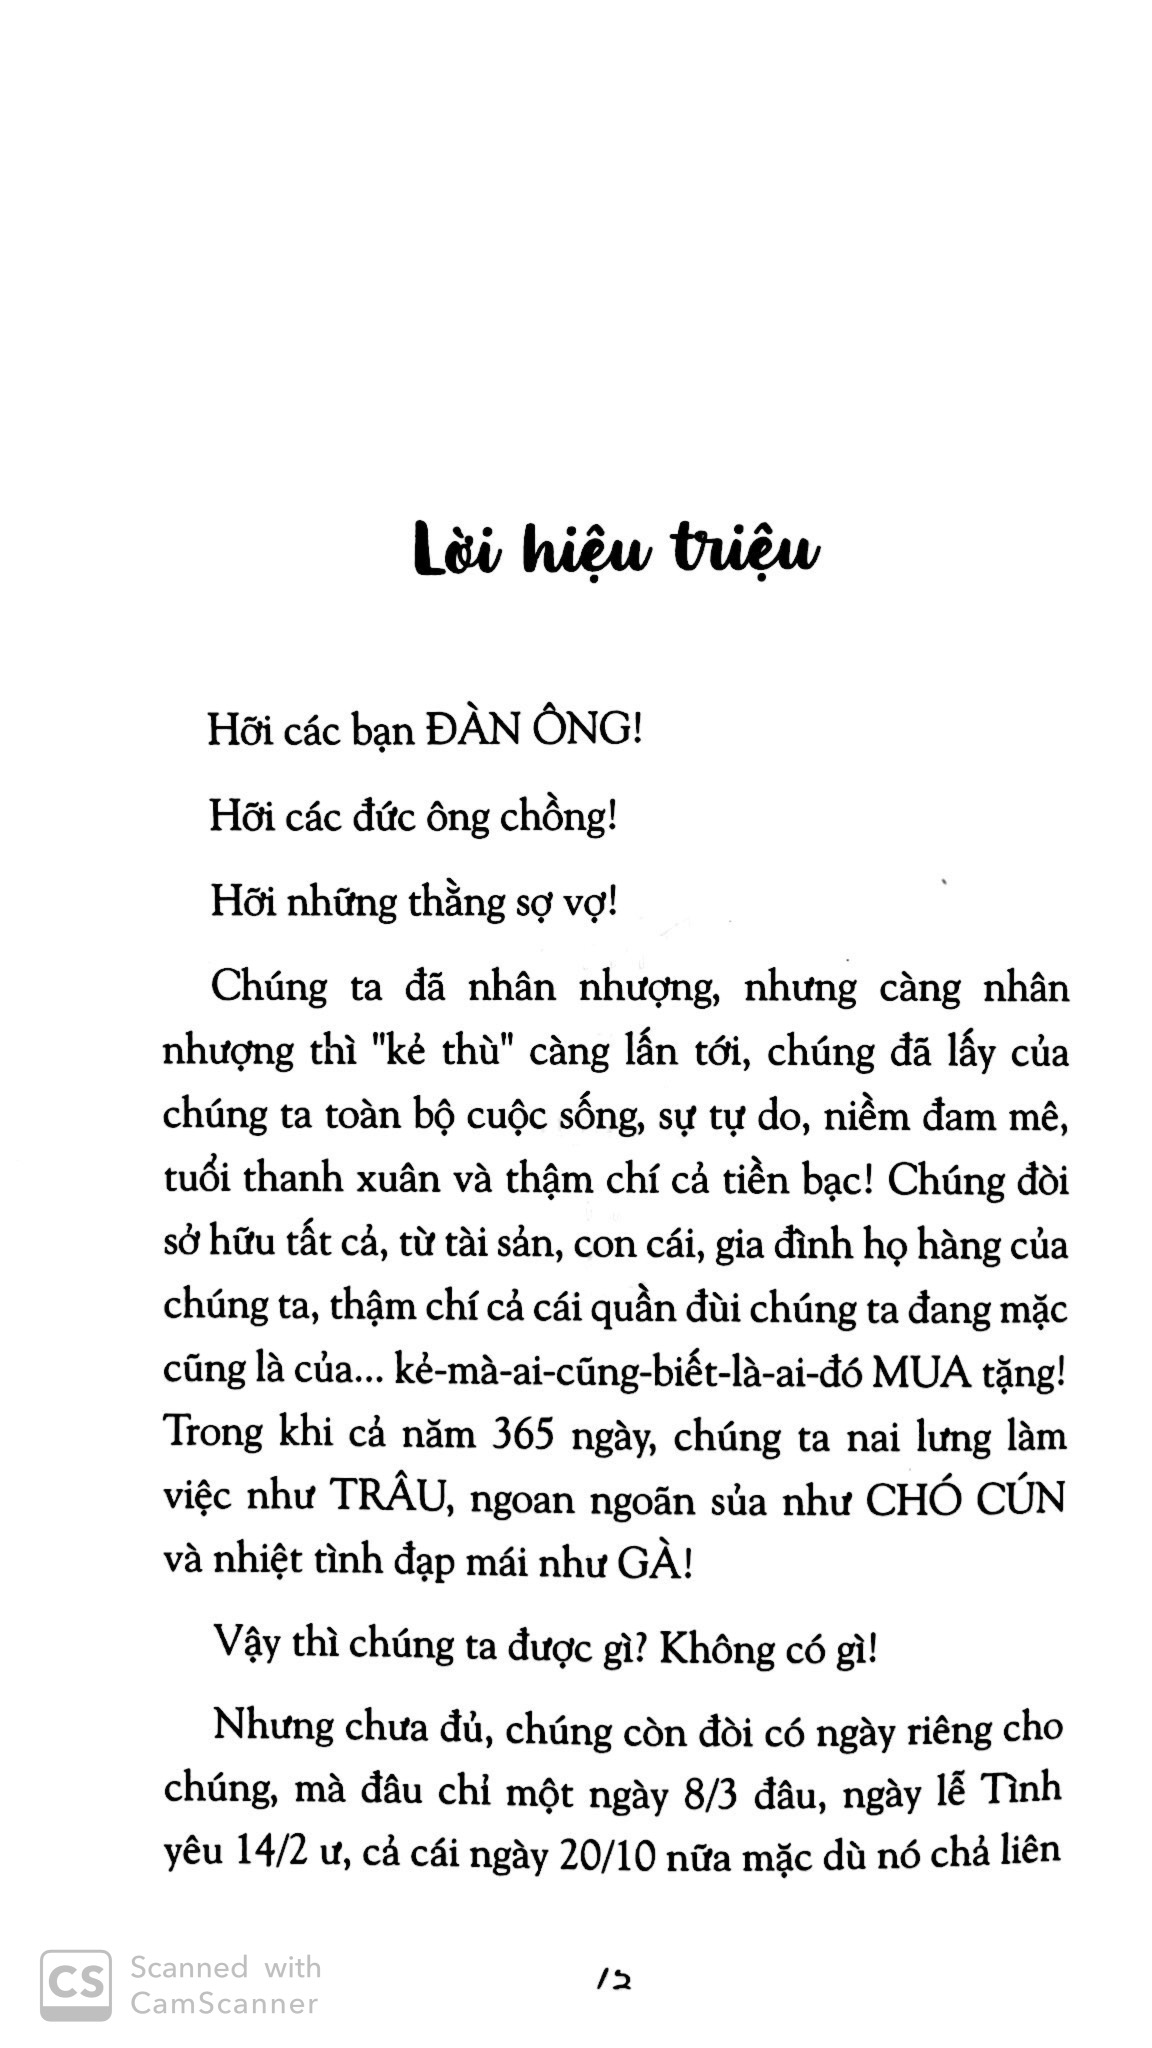 Lời hiệu triệu
Hỡi các bạn ĐÀN ÔNG!
Hỡi các đức ông chồng!
Hỡi những thằng sợ vợ!
Chúng ta đã nhân nhượng, nhưng càng nhân
nhượng thì "kẻ thù" càng lấn tới, chúng đã lấy của
chúng ta toàn bộ cuộc sống, sự tự do, niềm đam mê,
tuổi thanh xuân và thậm chí cả tiền bạc! Chúng đòi
sở hữu tất cả, từ tài sản, con cái, gia đình họ hàng của
chúng ta, thậm chí cả cái quần đùi chúng ta đang mặc
cũng là của... kẻ-mà-ai-cũng-biết-là-ai-đó MUA tặng!
Trong khi cả năm 365 ngày, chúng ta nai lưng làm
việc như TRÂU, ngoan ngoãn sủa như CHÓ CÚN
và nhiệt tình đạp mái như GÀ!
Vậy thì chúng ta được gì? Không có gì!
Nhưng chưa đủ, chúng còn đòi có ngày riêng cho
chúng, mà đâu chỉ một ngày 8/3 đâu, ngày lễ Tình
yêu 14/2 ư, cả cái ngày 20/10 nữa mặc dù nó chả liên
12
CS Scanned with
CamScanner